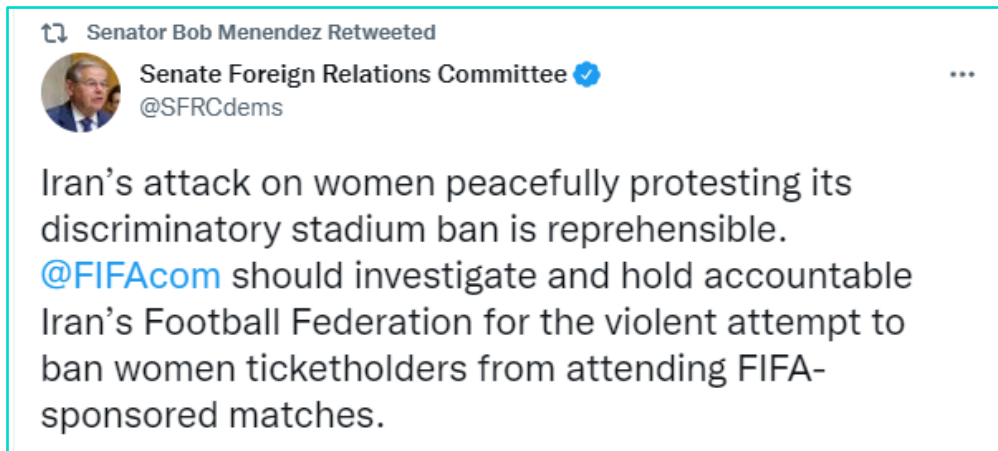 Senator Bob Menendez Retweeted
Senate Foreign Relations Committee
@SFRCdems
Iran’s attack on women peacefully protesting its
discriminatory stadium ban is reprehensible.
@FIFAcom should investigate and hold accountable
Iran’s Football Federation for the violent attempt to
ban women ticketholders from attending FIFA-
sponsored matches.